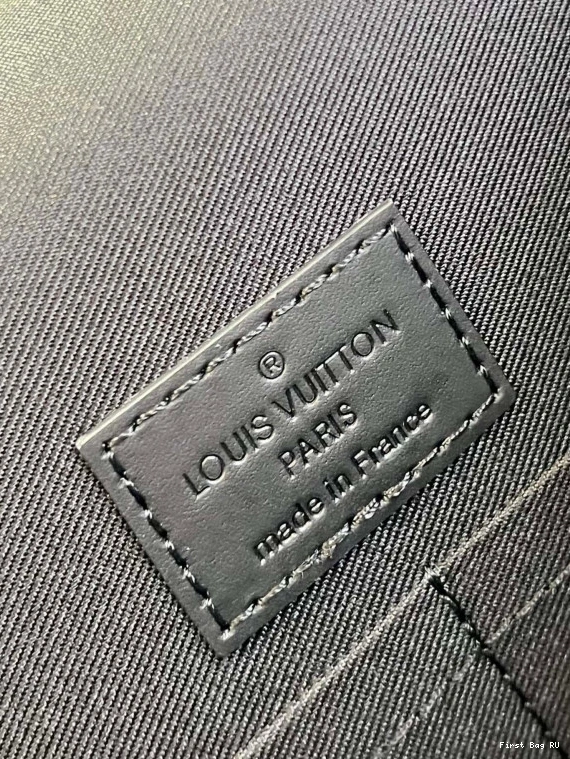 ®
LOUIS VUITTON
PARIS
made in France
First Bag RU